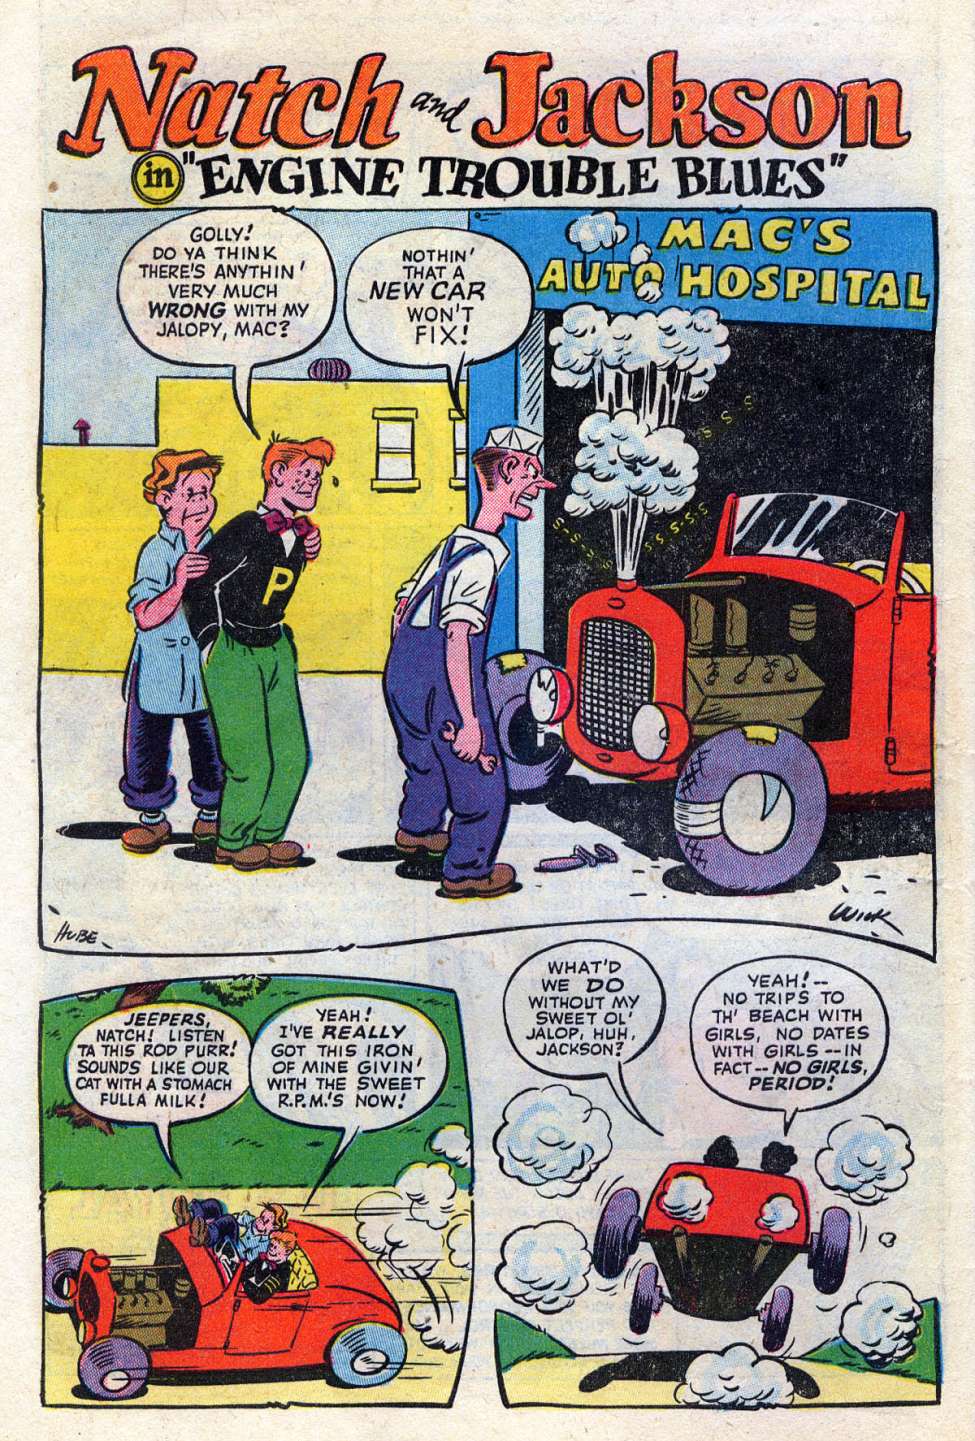 Natch and Jackson
in "ENGINE TROUBLE BLUES"
GOLLY!
DO YA THINK
THERE'S ANYTHIN'
VERY MUCH
WRONG WITH MY
JALOPY, MAC?
NOTHIN'
THAT A
NEW CAR
WON'T
FIX!
MAC'S
AUTO HOSPITAL
S S S
S-S-S-S
S-S-S-S
P
HUBE
WICK
JEEPERS,
NATCH! LISTEN
TA THIS ROD PURR!
SOUNDS LIKE OUR
CAT WITH A STOMACH
FULLA MILK!
YEAH!
I'VE REALLY
GOT THIS IRON
OF MINE GIVIN'
WITH THE SWEET
R.P.M.'S NOW!
WHAT'D
WE DO
WITHOUT MY
SWEET OL'
JALOP, HUH,
JACKSON?
YEAH!--
NO TRIPS TO
TH' BEACH WITH
GIRLS, NO DATES
WITH GIRLS--IN
FACT--NO GIRLS,
PERIOD!